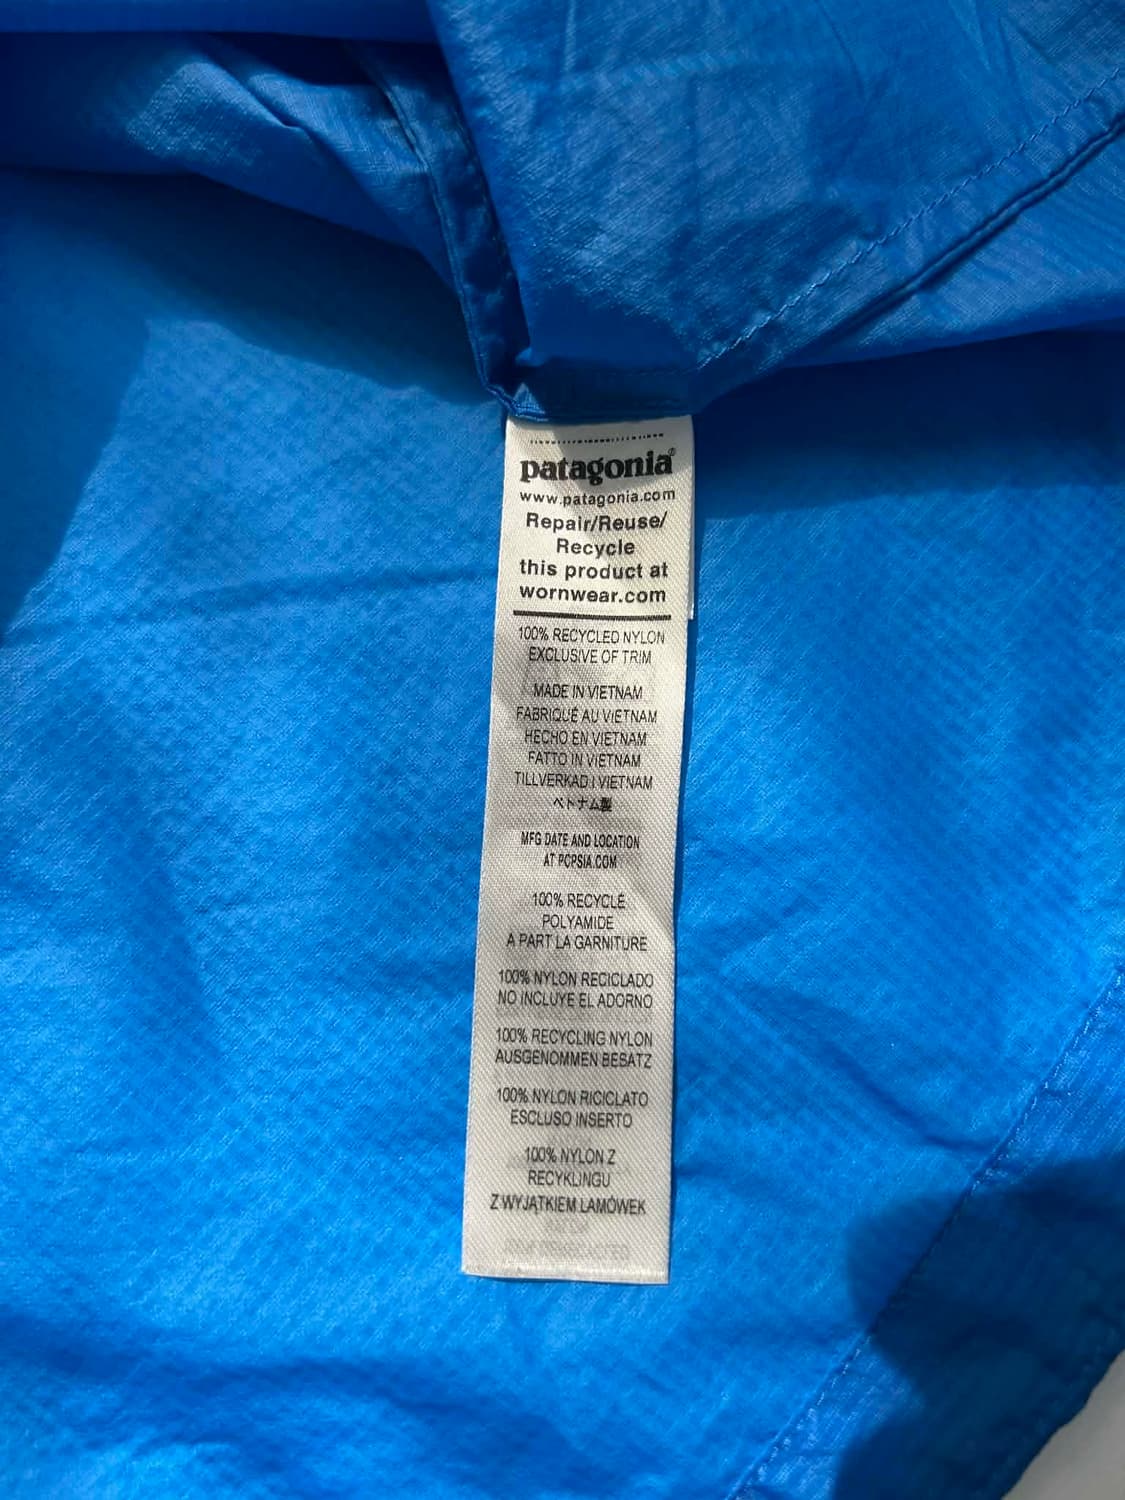 patagonia®
www.patagonia.com
Repair/Reuse/
Recycle
this product at
wornwear.com
100% RECYCLED NYLON
EXCLUSIVE OF TRIM
MADE IN VIETNAM
FABRIQUÉ AU VIETNAM
HECHO EN VIETNAM
FATTO IN VIETNAM
TILLVERKAD I VIETNAM
ベトナム製
MFG DATE AND LOCATION
AT PCPSIA.COM
100% RECYCLÉ
POLYAMIDE
A PART LA GARNITURE
100% NYLON RECICLADO
NO INCLUYE EL ADORNO
100% RECYCLING NYLON
AUSGENOMMEN BESATZ
100% NYLON RICICLATO
ESCLUSO INSERTO
100% NYLON Z
RECYKLINGU
Z WYJĄTKIEM LAMÓWEK